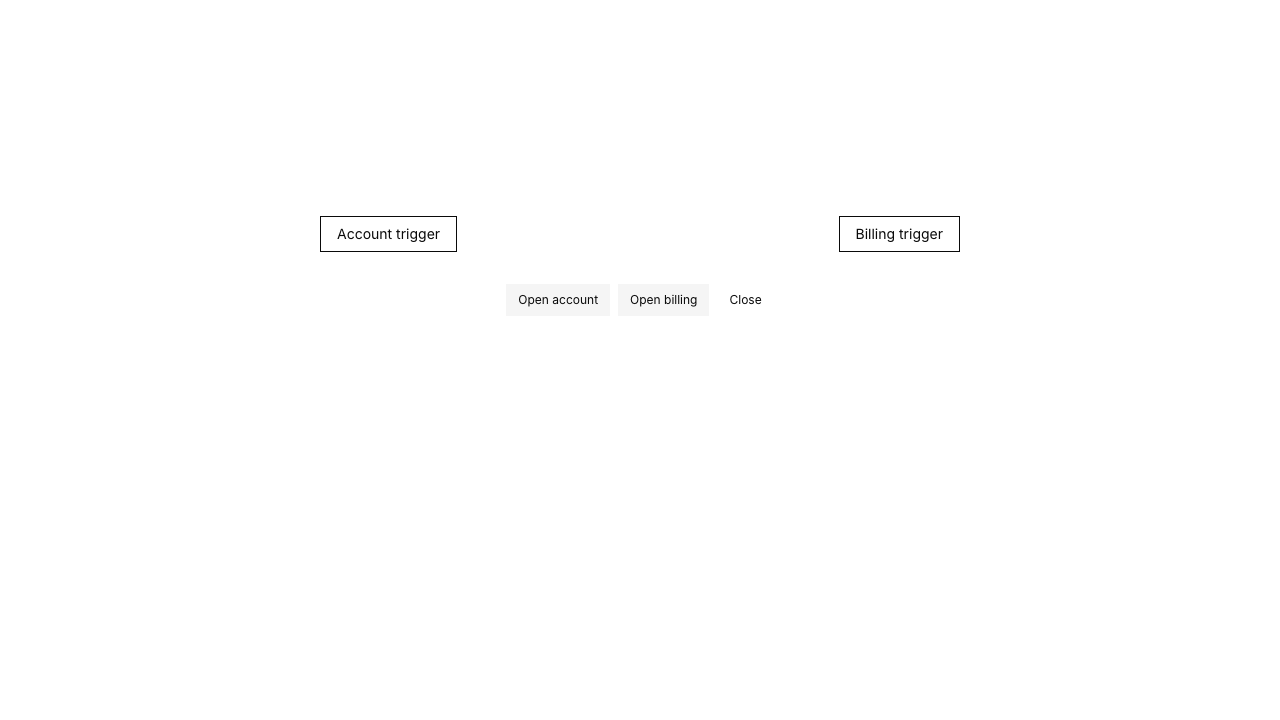 Account trigger
Billing trigger
Open account
Open billing
Close